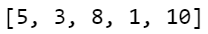 [5, 3, 8, 1, 10]